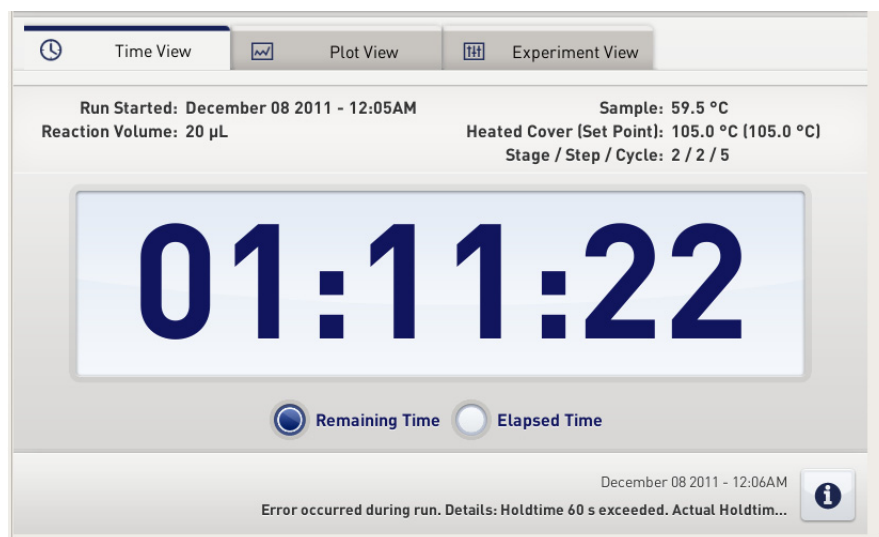 Time View
Plot View
Experiment View
Run Started: December 08 2011 - 12:05AM
Reaction Volume: 20 µL
Sample: 59.5 °C
Heated Cover (Set Point): 105.0 °C (105.0 °C)
Stage / Step / Cycle: 2 / 2 / 5
01:11:22
Remaining Time
Elapsed Time
December 08 2011 - 12:06AM
Error occurred during run. Details: Holdtime 60 s exceeded. Actual Holdtim...